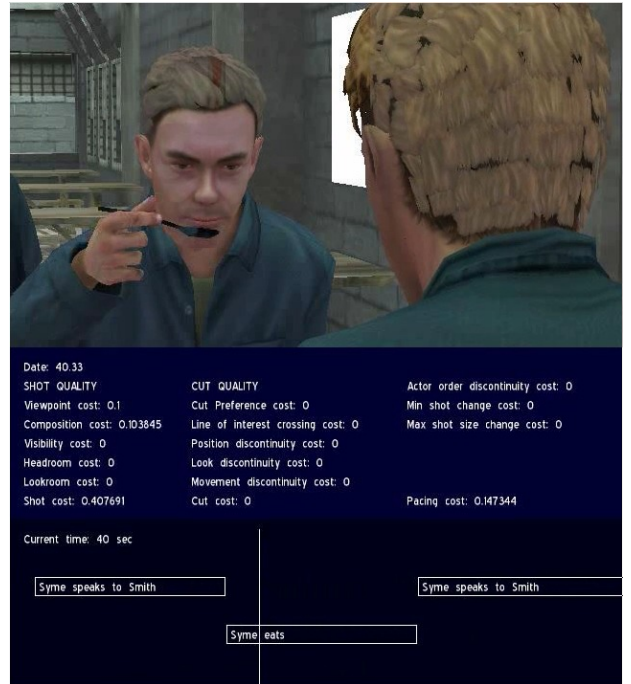 Date: 40.33
SHOT QUALITY CUT QUALITY Actor order discontinuity cost: 0
Viewpoint cost: 0.1 Cut Preference cost: 0 Min shot change cost: 0
Composition cost: 0.103845 Line of interest crossing cost: 0 Max shot size change cost: 0
Visibility cost: 0 Position discontinuity cost: 0
Headroom cost: 0 Look discontinuity cost: 0
Lookroom cost: 0 Movement discontinuity cost: 0
Shot cost: 0.407691 Cut cost: 0 Pacing cost: 0.147344
Current time: 40 sec
Syme speaks to Smith Syme speaks to Smith
Syme eats